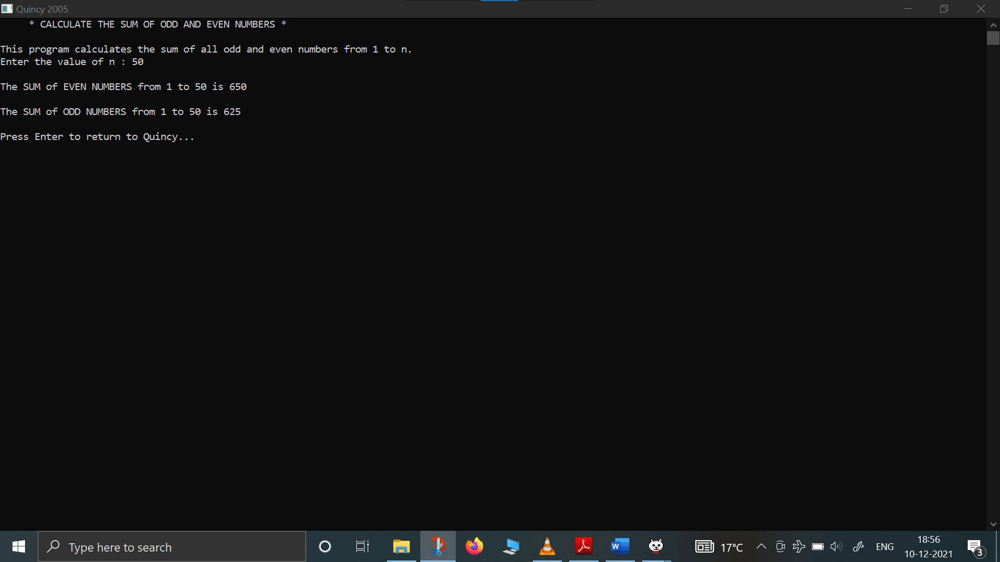 Quincy 2005
* CALCULATE THE SUM OF ODD AND EVEN NUMBERS *
This program calculates the sum of all odd and even numbers from 1 to n.
Enter the value of n : 50
The SUM of EVEN NUMBERS from 1 to 50 is 650
The SUM of ODD NUMBERS from 1 to 50 is 625
Press Enter to return to Quincy...
Type here to search
W
17°C
ENG
18:56
10-12-2021
3